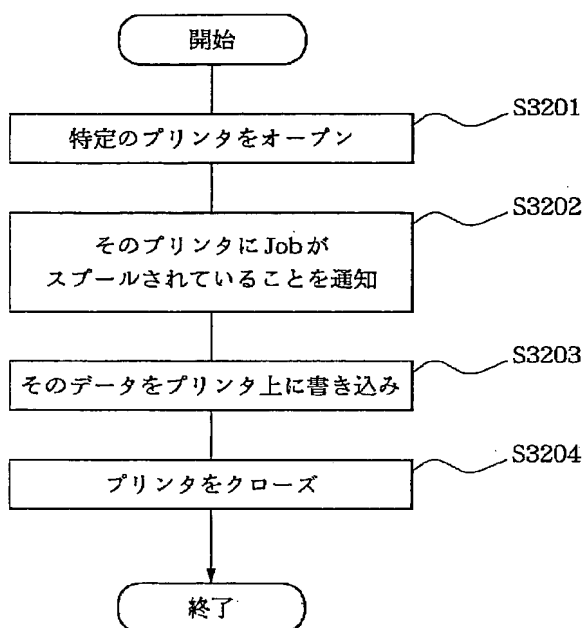 開始
S3201
特定のプリンタをオープン
S3202
そのプリンタにJobが
スプールされていることを通知
S3203
そのデータをプリンタ上に書き込み
S3204
プリンタをクローズ
終了